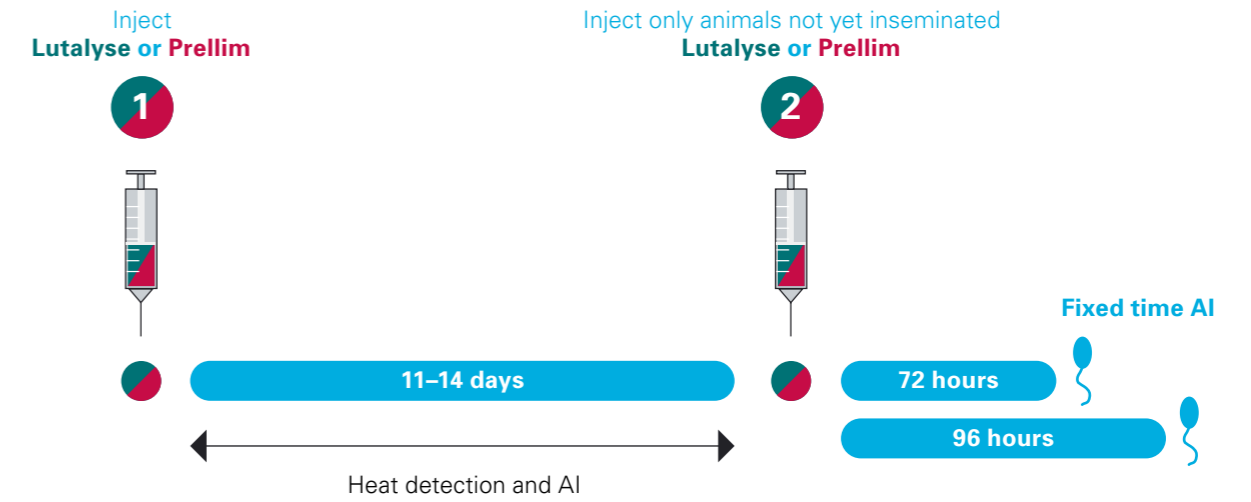 Inject
Lutalyse or Prellim
1
Inject only animals not yet inseminated
Lutalyse or Prellim
2
Fixed time AI
11–14 days
72 hours
96 hours
Heat detection and AI